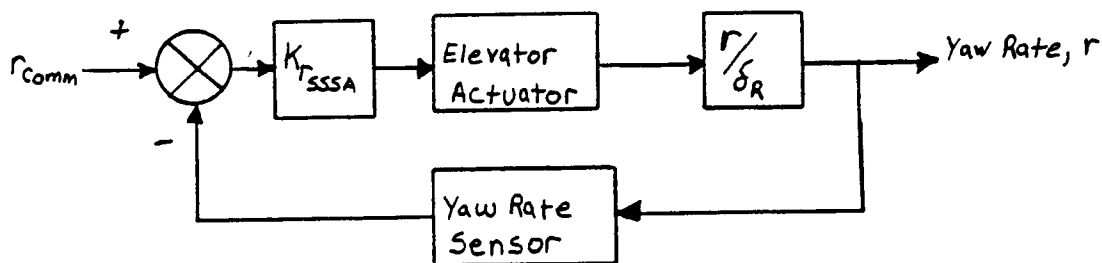 +
r_Comm
-
K_r_SSSA
Elevator
Actuator
r/δ_R
Yaw Rate, r
Yaw Rate
Sensor